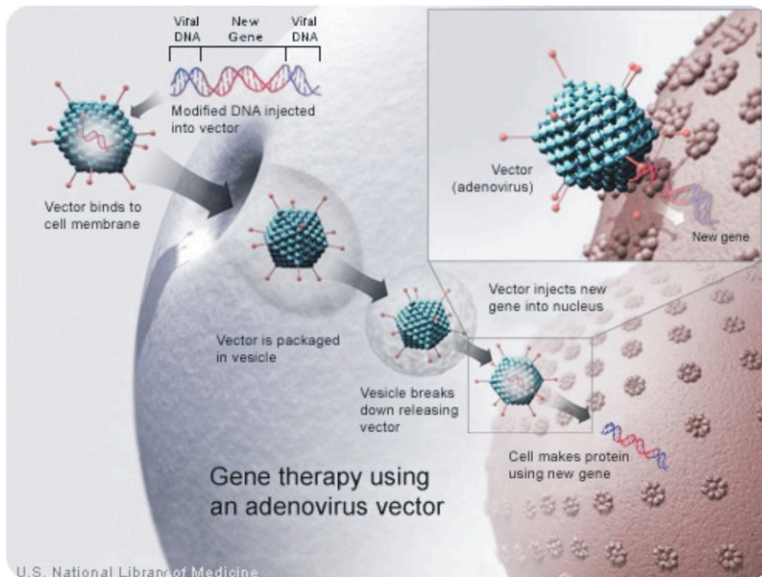 Viral DNA
New Gene
Viral DNA
Modified DNA injected
into vector
Vector binds to
cell membrane
Vector is packaged
in vesicle
Vesicle breaks
down releasing
vector
Vector injects new
gene into nucleus
Cell makes protein
using new gene
Vector
(adenovirus)
New gene
Gene therapy using
an adenovirus vector
U.S. National Library of Medicine